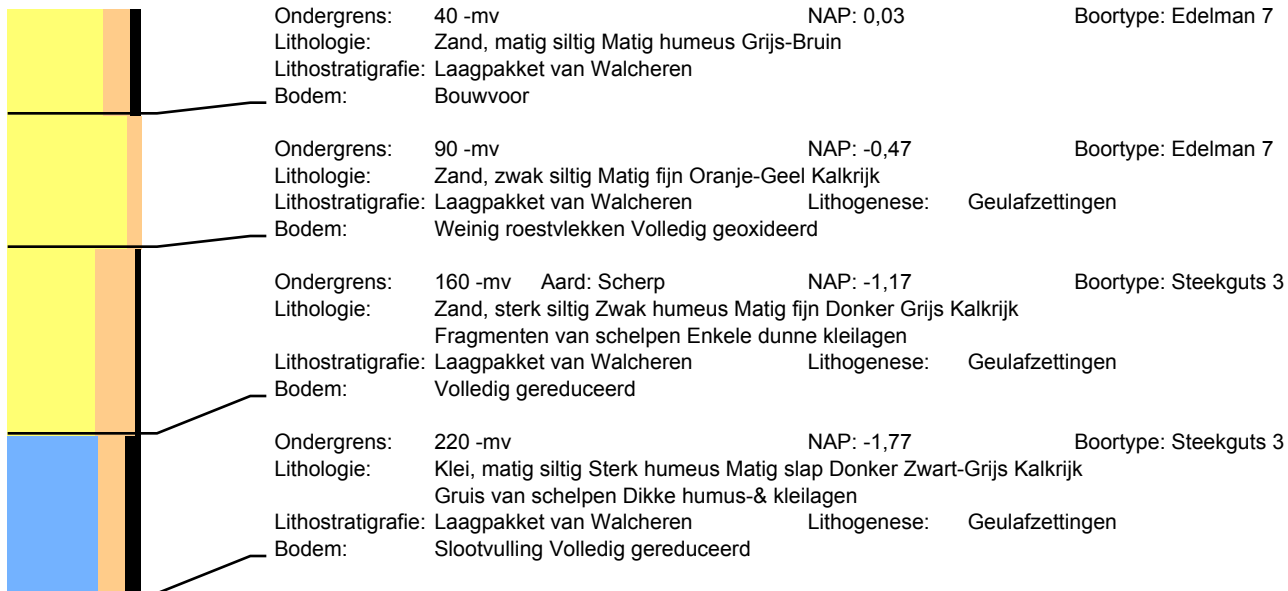 Ondergrens: 40 -mv NAP: 0,03 Boortype: Edelman 7
Lithologie: Zand, matig siltig Matig humeus Grijs-Bruin
Lithostratigrafie: Laagpakket van Walcheren
Bodem: Bouwvoor
Ondergrens: 90 -mv NAP: -0,47 Boortype: Edelman 7
Lithologie: Zand, zwak siltig Matig fijn Oranje-Geel Kalkrijk
Lithostratigrafie: Laagpakket van Walcheren Lithogenese: Geulafzettingen
Bodem: Weinig roestvlekken Volledig geoxideerd
Ondergrens: 160 -mv Aard: Scherp NAP: -1,17 Boortype: Steekguts 3
Lithologie: Zand, sterk siltig Zwak humeus Matig fijn Donker Grijs Kalkrijk
Fragmenten van schelpen Enkele dunne kleilagen
Lithostratigrafie: Laagpakket van Walcheren Lithogenese: Geulafzettingen
Bodem: Volledig gereduceerd
Ondergrens: 220 -mv NAP: -1,77 Boortype: Steekguts 3
Lithologie: Klei, matig siltig Sterk humeus Matig slap Donker Zwart-Grijs Kalkrijk
Gruis van schelpen Dikke humus-& kleilagen
Lithostratigrafie: Laagpakket van Walcheren Lithogenese: Geulafzettingen
Bodem: Slootvulling Volledig gereduceerd